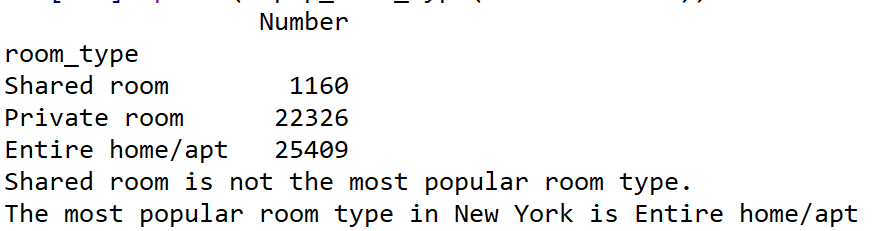 Number
room_type
Shared room 1160
Private room 22326
Entire home/apt 25409
Shared room is not the most popular room type.
The most popular room type in New York is Entire home/apt